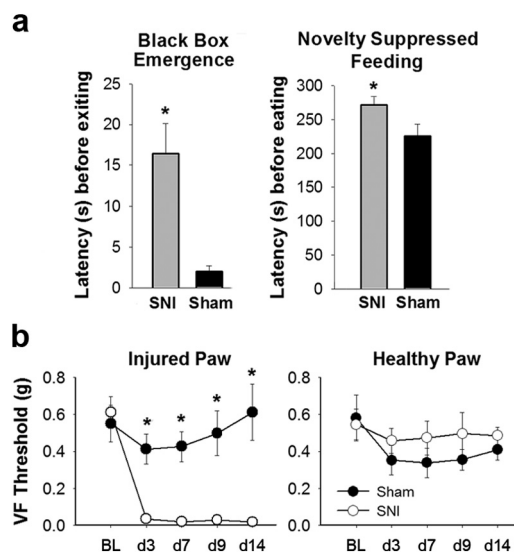 a
Black Box
Emergence
Novelty Suppressed
Feeding
Latency (s) before exiting
25
20
15
10
5
0
*
SNI Sham
Latency (s) before eating
300
250
200
150
100
50
0
*
SNI Sham
b
Injured Paw
Healthy Paw
VF Threshold (g)
0.8
0.6
0.4
0.2
0.0
* * * *
BL d3 d7 d9 d14
0.8
0.6
0.4
0.2
0.0
Sham
SNI
BL d3 d7 d9 d14